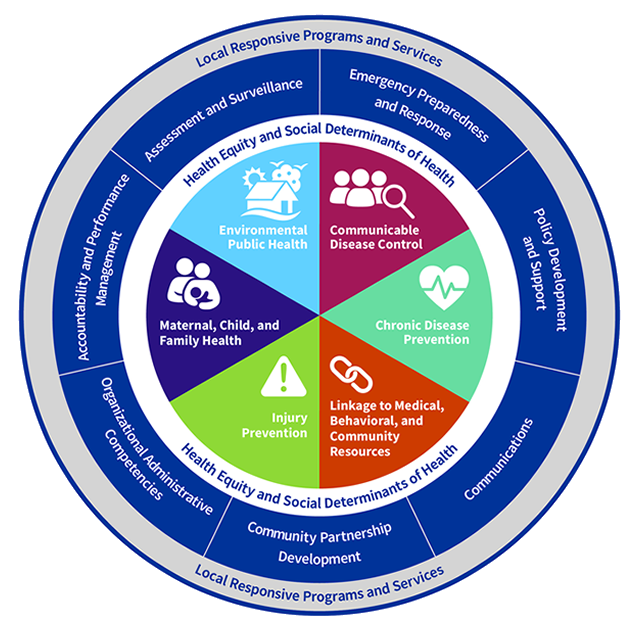 Local Responsive Programs and Services
Assessment and Surveillance
Emergency Preparedness
and Response
Health Equity and Social Determinants of Health
Environmental
Public Health
Communicable
Disease Control
Accountability and Performance
Management
Policy Development
and Support
Maternal, Child, and
Family Health
Chronic Disease
Prevention
Injury
Prevention
Linkage to Medical,
Behavioral, and
Community
Resources
Organizational Administrative
Competencies
Communications
Health Equity and Social Determinants of Health
Community Partnership
Development
Local Responsive Programs and Services